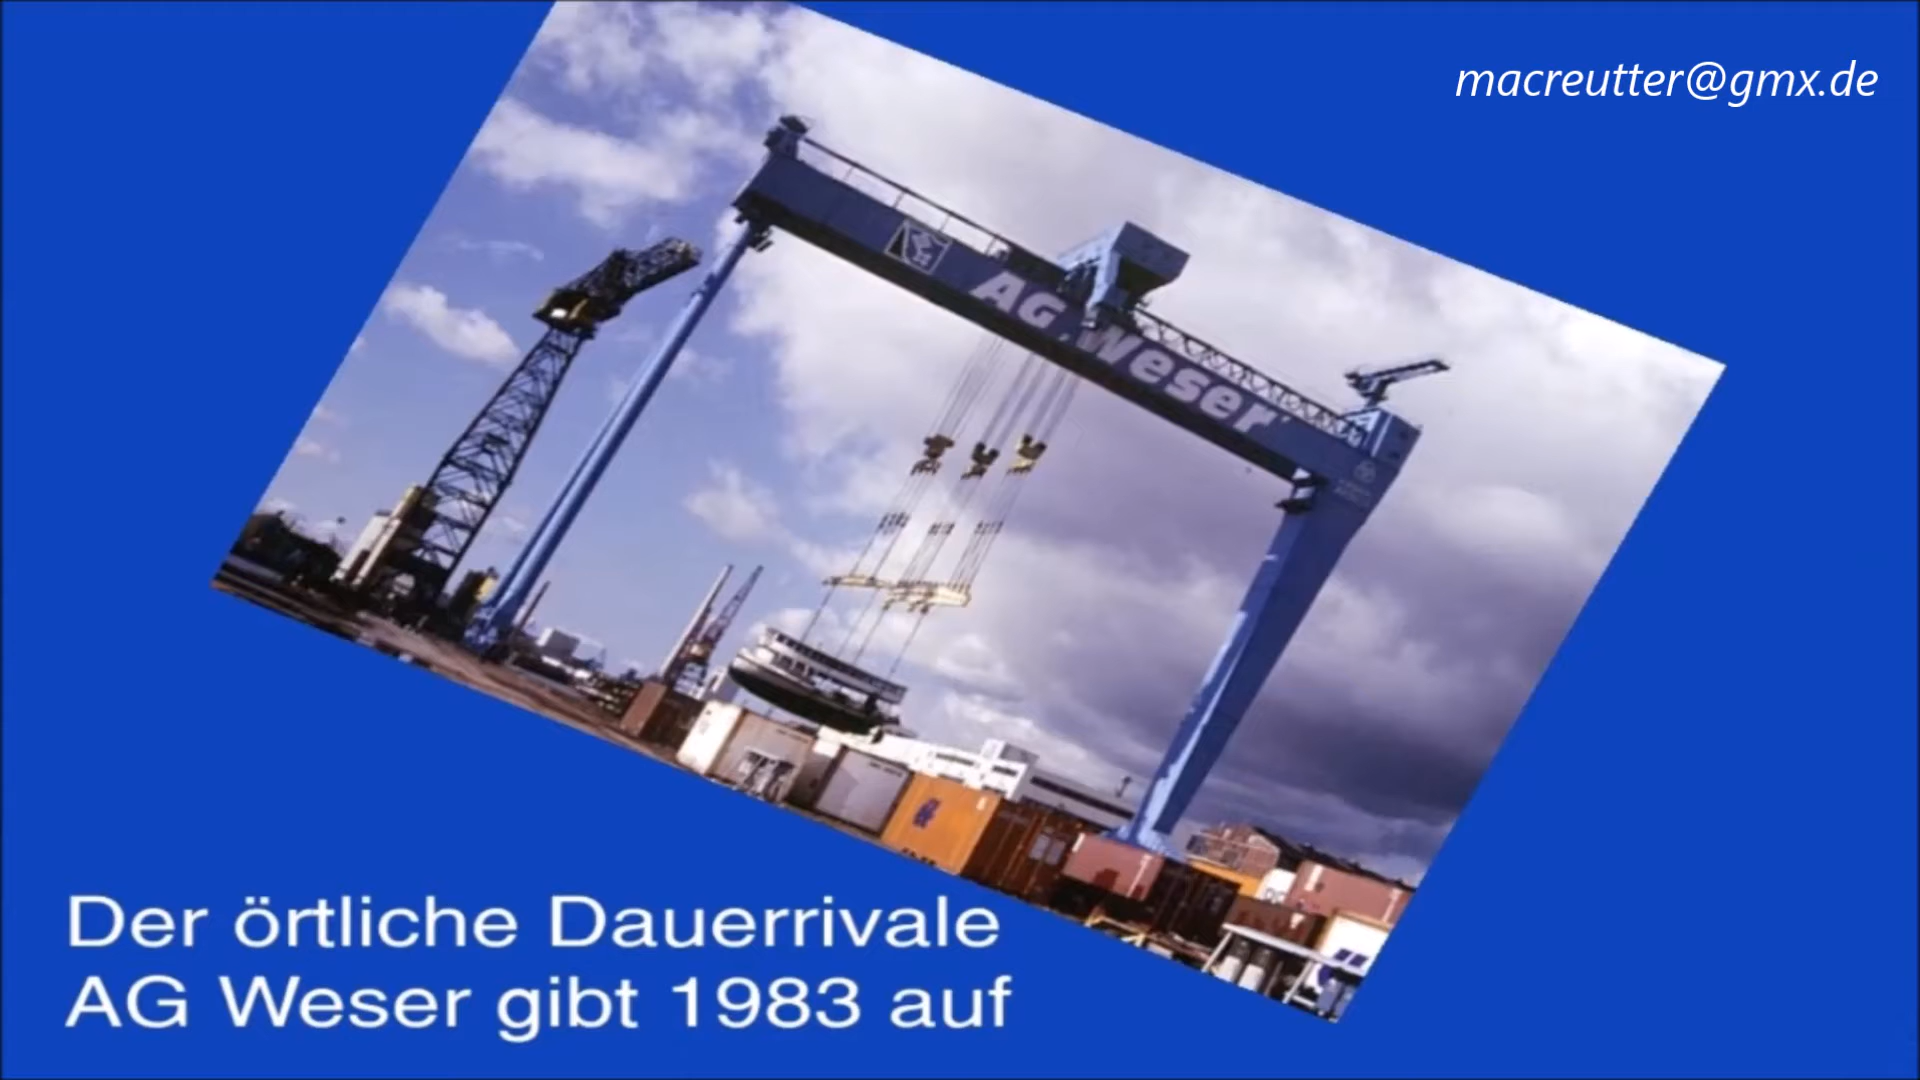 macreutter@gmx.de
AG „Weser“
Der örtliche Dauerrivale
AG Weser gibt 1983 auf